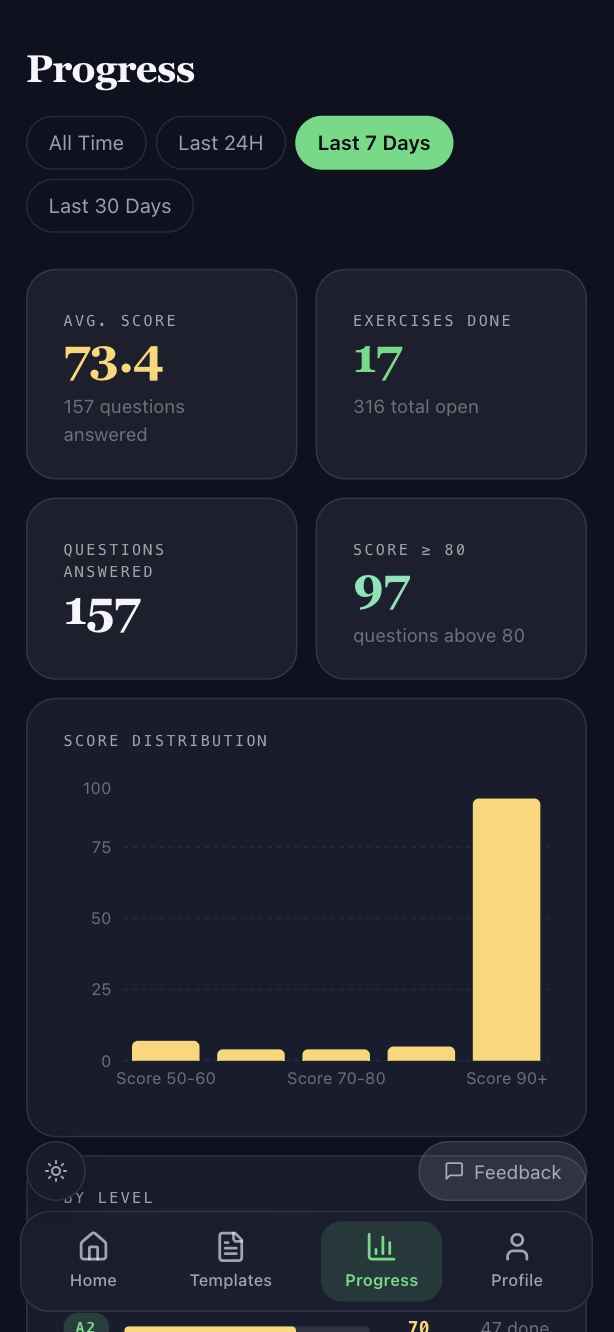 Progress
All Time
Last 24H
Last 7 Days
Last 30 Days
AVG. SCORE
73.4
157 questions
answered
EXERCISES DONE
17
316 total open
QUESTIONS
ANSWERED
157
SCORE ≥ 80
97
questions above 80
SCORE DISTRIBUTION
100
75
50
25
0
Score 50-60
Score 70-80
Score 90+
Feedback
BY LEVEL
Home
Templates
Progress
Profile
A2
70
47 done